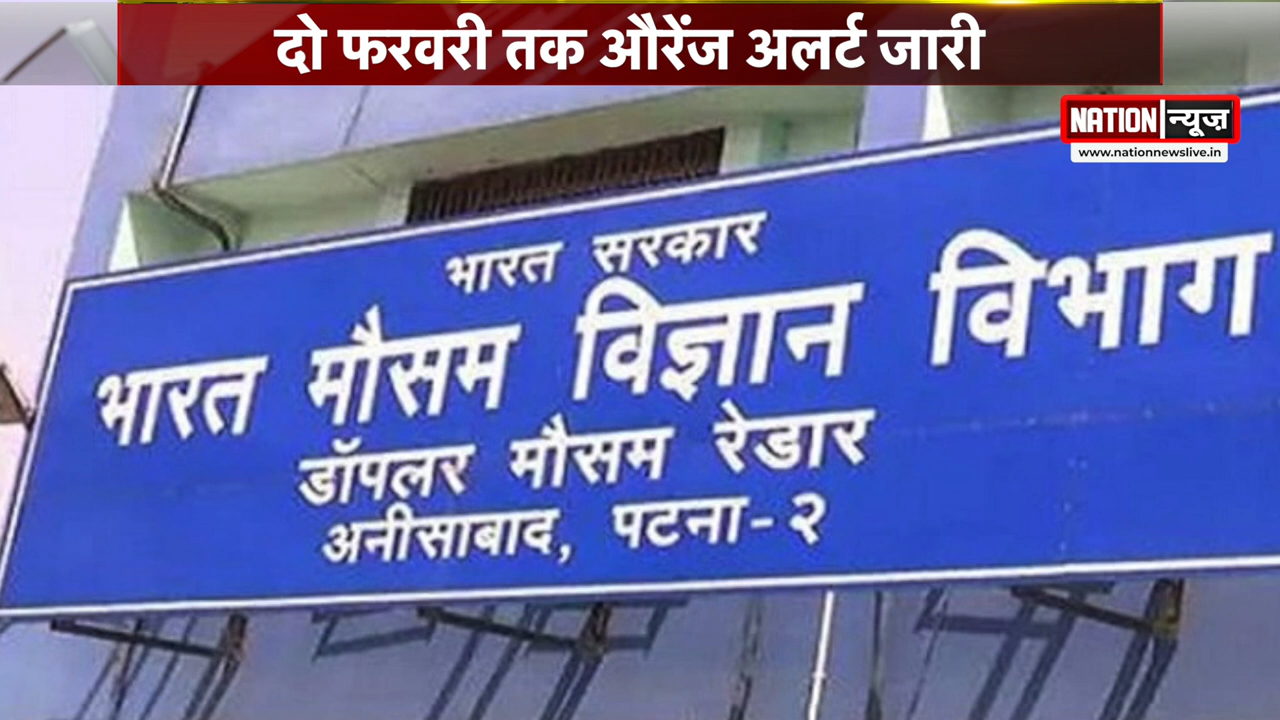 दो फरवरी तक औरेंज अलर्ट जारी
NATION न्यूज़
www.nationnewslive.in
भारत सरकार
भारत मौसम विज्ञान विभाग
डॉपलर मौसम रेडार
अनीसाबाद, पटना-२